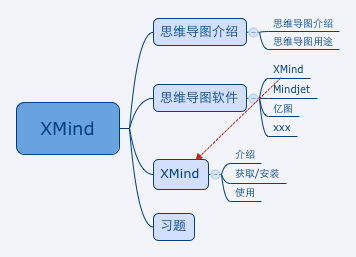 XMind
思维导图介绍
思维导图介绍
思维导图用途
思维导图软件
XMind
Mindjet
亿图
xxx
XMind
介绍
获取/安装
使用
习题